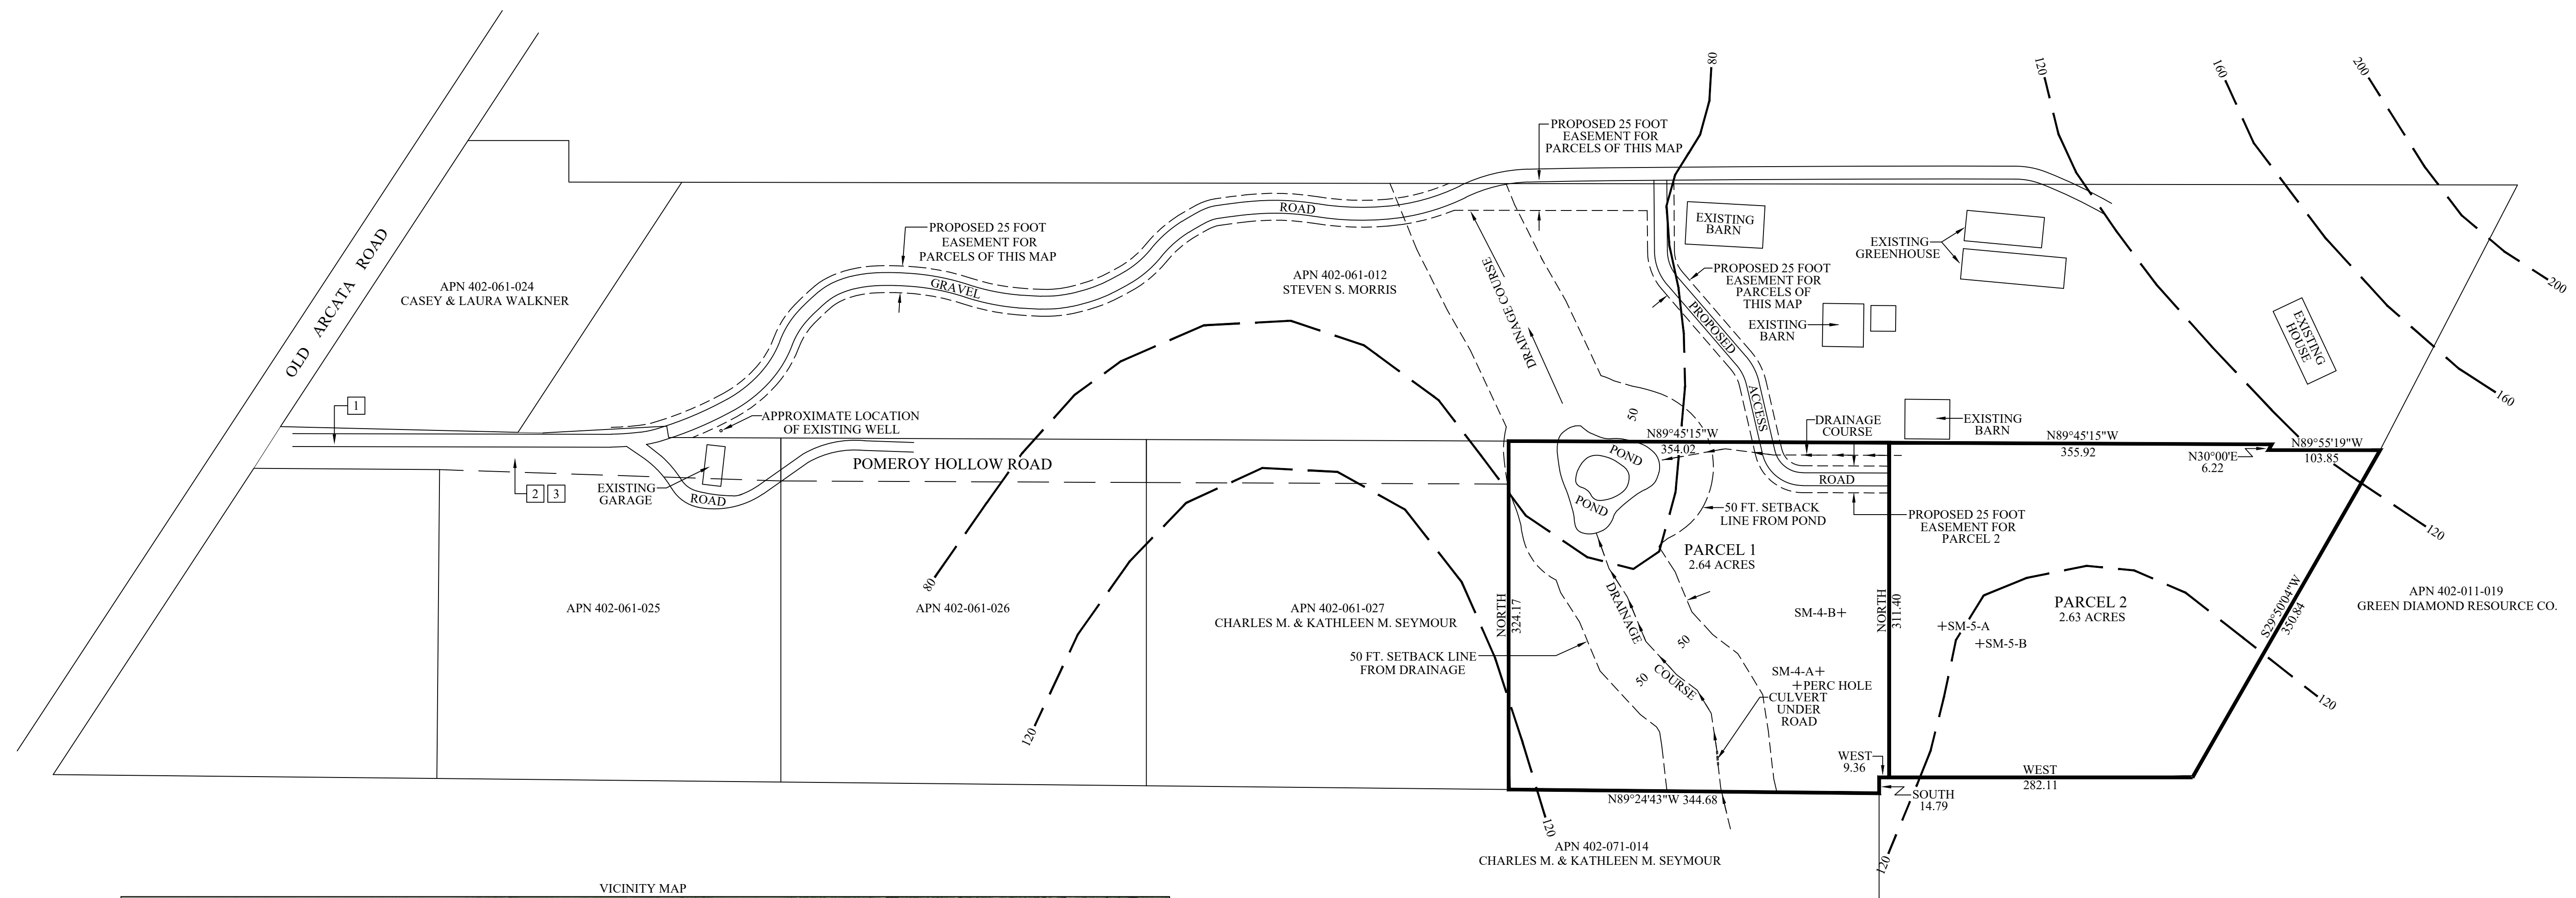 80
120
160
200
PROPOSED 25 FOOT
EASEMENT FOR
PARCELS OF THIS MAP
OLD ARCATA ROAD
APN 402-061-024
CASEY & LAURA WALKNER
PROPOSED 25 FOOT
EASEMENT FOR
PARCELS OF THIS MAP
GRAVEL
ROAD
APN 402-061-012
STEVEN S. MORRIS
DRAINAGE COURSE
EXISTING
BARN
PROPOSED 25 FOOT
EASEMENT FOR
PARCELS OF
THIS MAP
PROPOSED
ACCESS
ROAD
EXISTING
BARN
EXISTING
GREENHOUSE
EXISTING
HOUSE
200
160
1
APPROXIMATE LOCATION
OF EXISTING WELL
50
DRAINAGE
COURSE
EXISTING
BARN
N89°45'15"W
354.02
N89°45'15"W
355.92
N89°55'19"W
103.85
N30°00'E
6.22
POMEROY HOLLOW ROAD
EXISTING
GARAGE
ROAD
2 3
POND
POND
50 FT. SETBACK
LINE FROM POND
PROPOSED 25 FOOT
EASEMENT FOR
PARCEL 2
120
PARCEL 1
2.64 ACRES
80
APN 402-061-025
APN 402-061-026
APN 402-061-027
CHARLES M. & KATHLEEN M. SEYMOUR
NORTH
324.17
DRAINAGE
COURSE
SM-4-B
NORTH
311.40
SM-5-A
SM-5-B
PARCEL 2
2.63 ACRES
S29°50'04"W
350.84
APN 402-011-019
GREEN DIAMOND RESOURCE CO.
50 FT. SETBACK LINE
FROM DRAINAGE
50
50
SM-4-A
PERC HOLE
CULVERT
UNDER
ROAD
120
120
WEST
9.36
WEST
282.11
SOUTH
14.79
N89°24'43"W 344.68
120
APN 402-071-014
CHARLES M. & KATHLEEN M. SEYMOUR
120
VICINITY MAP